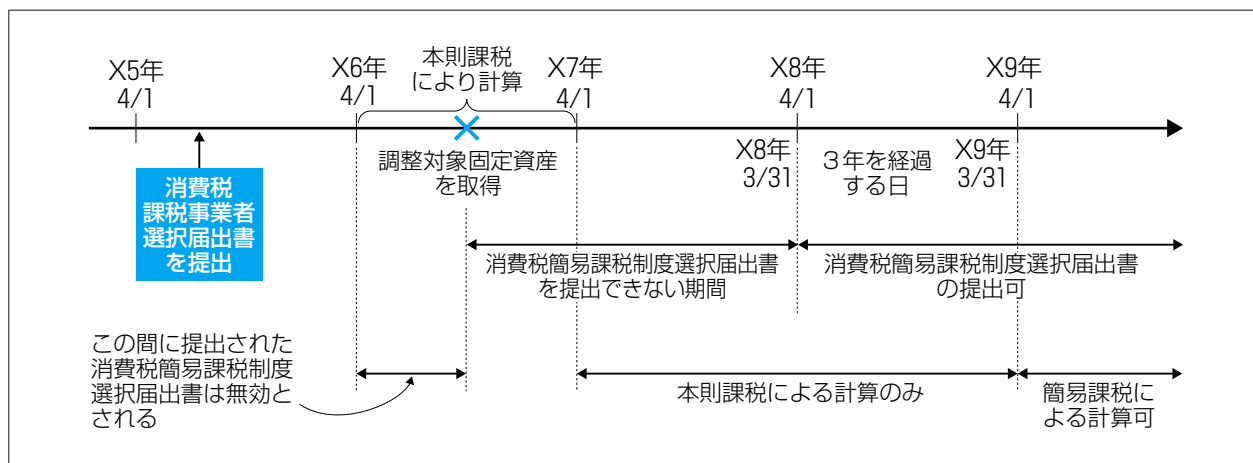 本則課税
により計算
X5年
4/1
X6年
4/1
X7年
4/1
X8年
4/1
X9年
4/1
消費税
課税事業者
選択届出書
を提出
調整対象固定資産
を取得
X8年
3/31
３年を経過
する日
X9年
3/31
消費税簡易課税制度選択届出書
を提出できない期間
消費税簡易課税制度選択届出書
の提出可
この間に提出された
消費税簡易課税制度
選択届出書は無効と
される
本則課税による計算のみ
簡易課税に
よる計算可